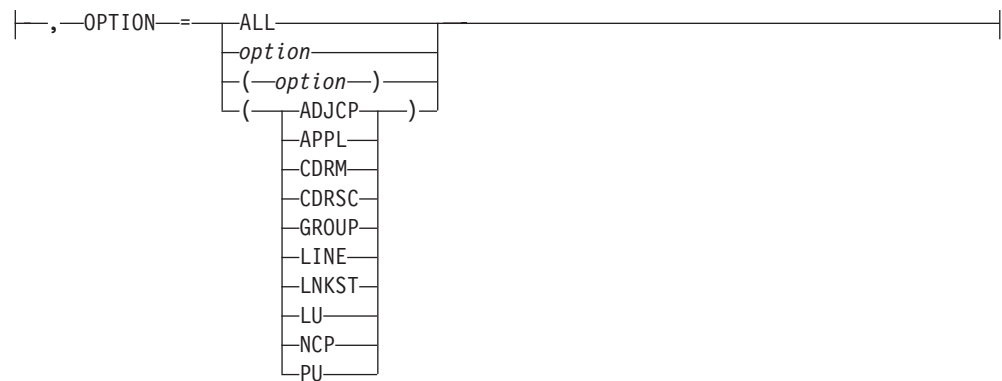 , OPTION = ALL
option
( option )
( ADJCP )
APPL
CDRM
CDRSC
GROUP
LINE
LNKST
LU
NCP
PU